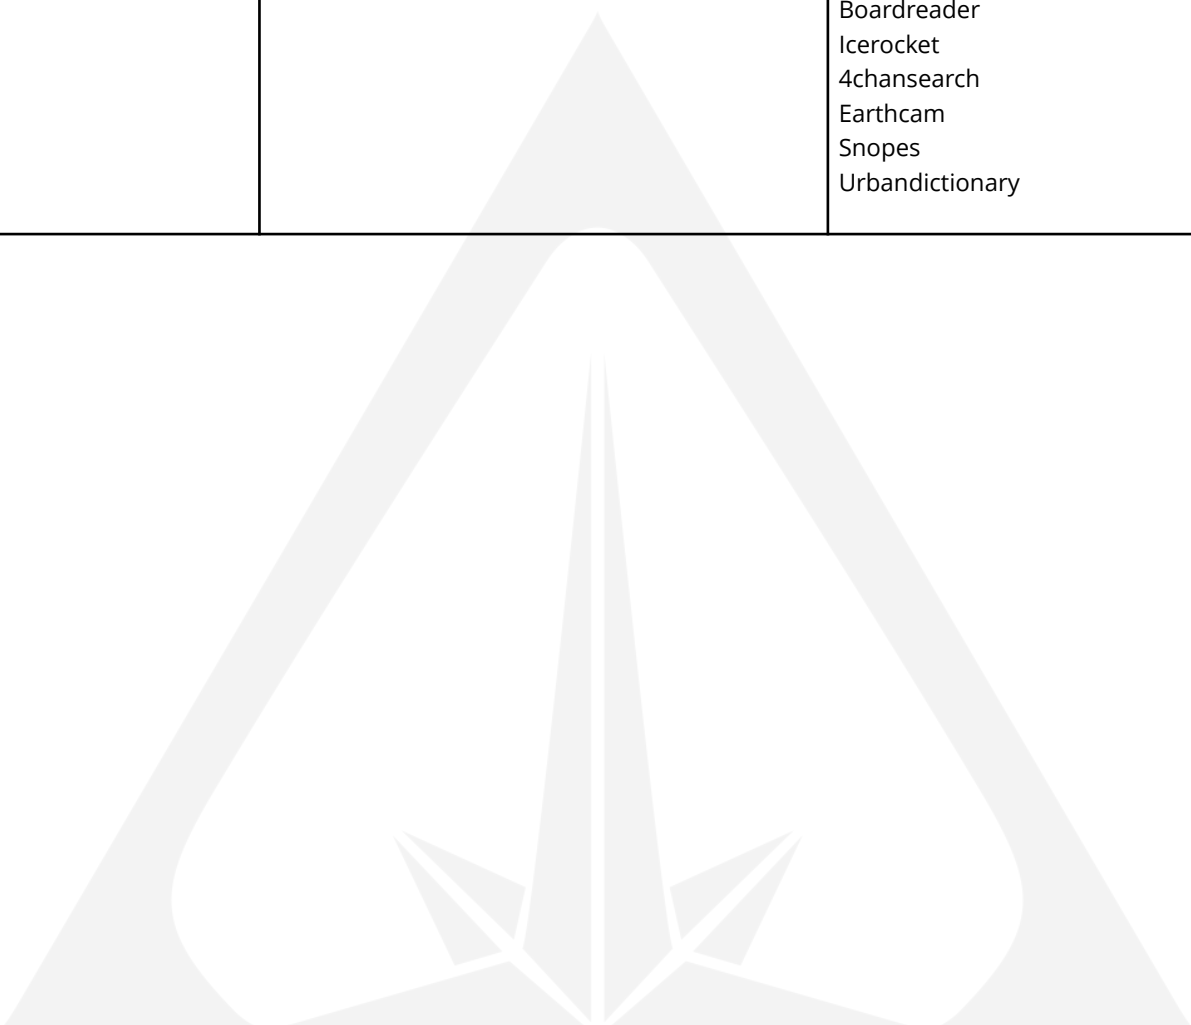 Boardreader
Icerocket
4chansearch
Earthcam
Snopes
Urbandictionary